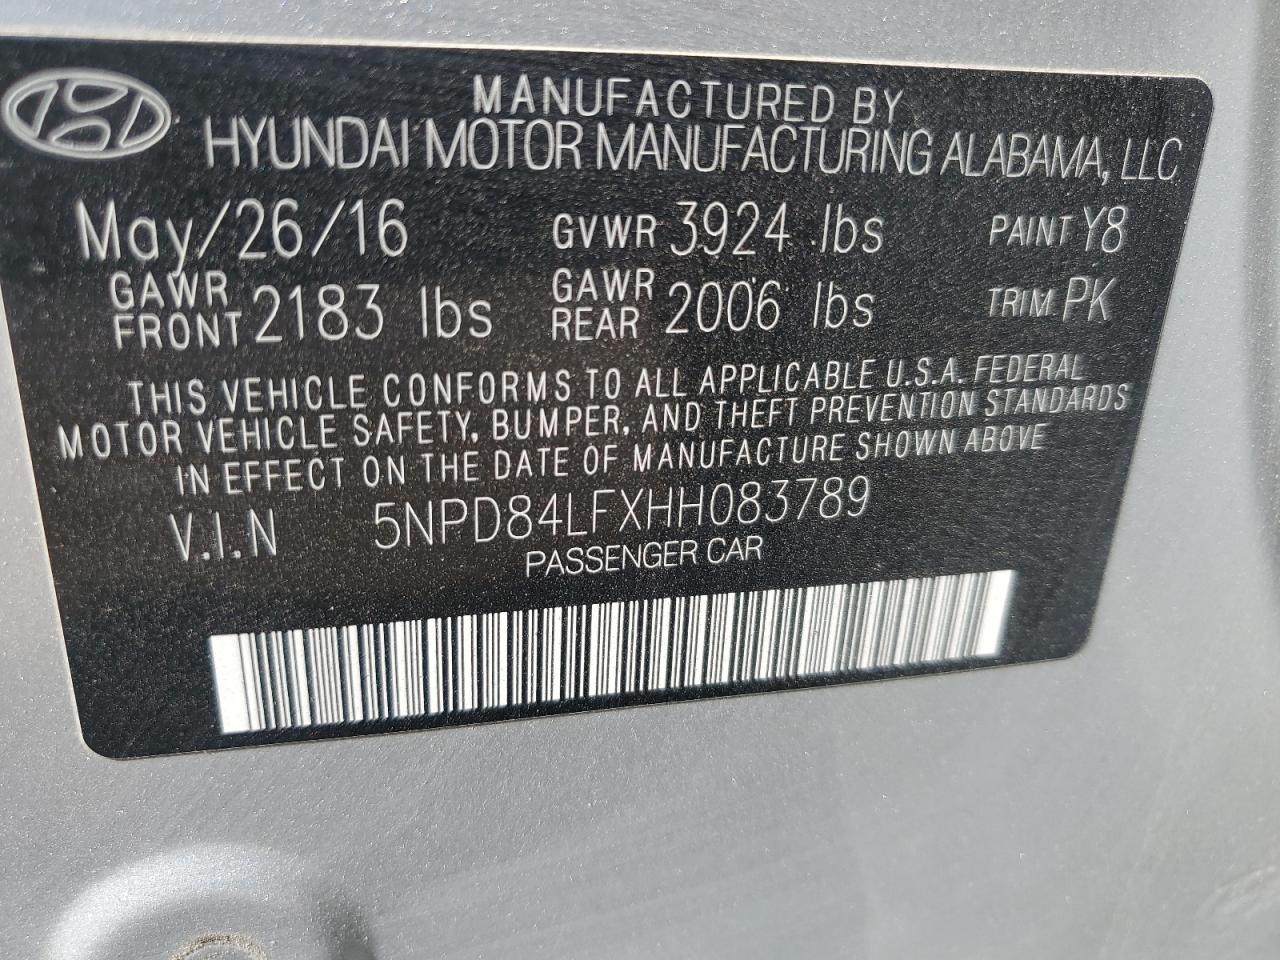 MANUFACTURED BY
HYUNDAI MOTOR MANUFACTURING ALABAMA, LLC
May/26/16 GVWR 3924 lbs PAINT Y8
GAWR FRONT 2183 lbs GAWR REAR 2006 lbs TRIM PK
THIS VEHICLE CONFORMS TO ALL APPLICABLE U.S.A. FEDERAL
MOTOR VEHICLE SAFETY, BUMPER, AND THEFT PREVENTION STANDARDS
IN EFFECT ON THE DATE OF MANUFACTURE SHOWN ABOVE
V.I.N 5NPD84LFXHH083789
PASSENGER CAR